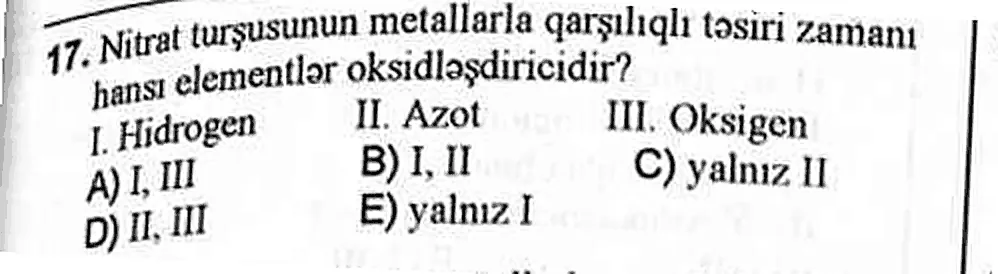 17. Nitrat turşusunun metallarla qarşılıqlı təsiri zamanı
hansı elementlər oksidləşdiricidir?
I. Hidrogen II. Azot III. Oksigen
A) I, III B) I, II C) yalnız II
D) II, III E) yalnız I